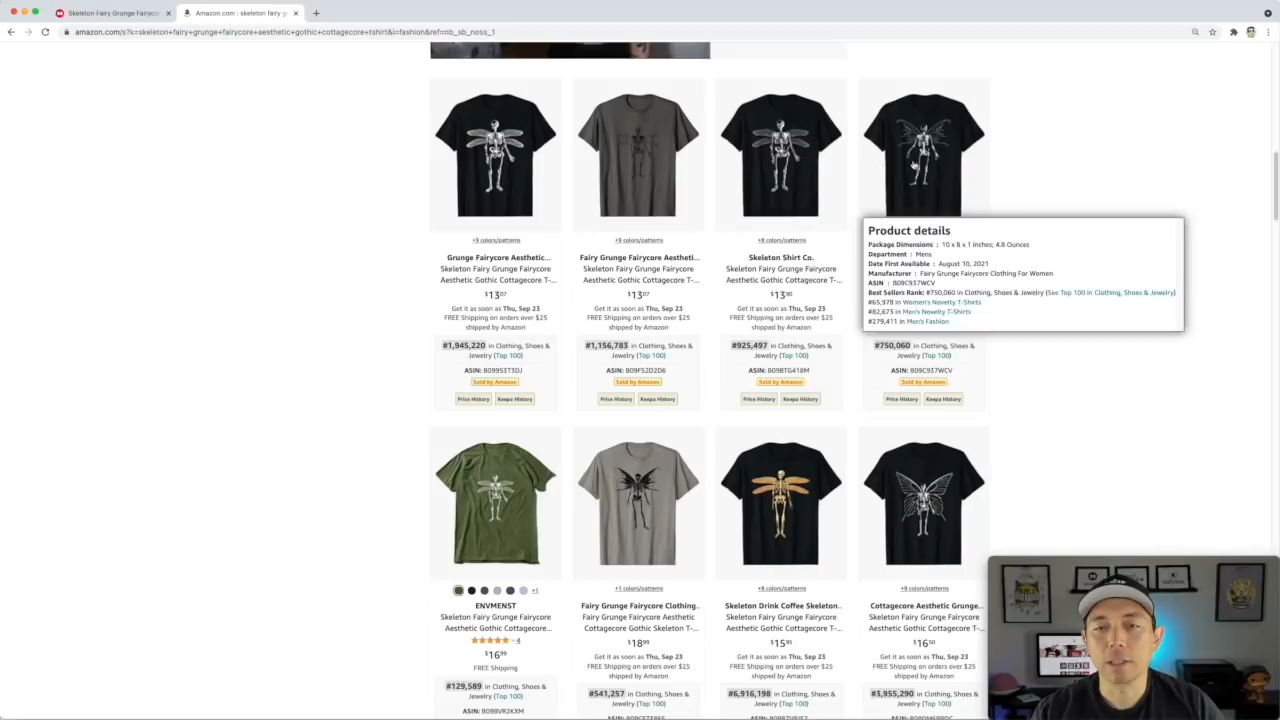 Skeleton Fairy Grunge Fairycor
Amazon.com : skeleton fairy g
amazon.com/s?k=skeleton+fairy+grunge+fairycore+aesthetic+gothic+cottagecore+tshirt&i=fashion&ref=nb_sb_noss_1
+5 colors/patterns
Grunge Fairycore Aesthetic...
Skeleton Fairy Grunge Fairycore
Aesthetic Gothic Cottagecore T-...
$13.07
Get it as soon as Thu, Sep 23
FREE Shipping on orders over $25
shipped by Amazon
#1,945,220 in Clothing, Shoes &
Jewelry (Top 100)
ASIN: B0995ST3DJ
Sold by Amazon
Price History
Keepa History
+9 colors/patterns
Fairy Grunge Fairycore Aestheti...
Skeleton Fairy Grunge Fairycore
Aesthetic Gothic Cottagecore T-...
$13.07
Get it as soon as Thu, Sep 23
FREE Shipping on orders over $25
shipped by Amazon
#1,156,783 in Clothing, Shoes &
Jewelry (Top 100)
ASIN: B09F52D2D6
Sold by Amazon
Price History
Keepa History
+8 colors/patterns
Skeleton Shirt Co.
Skeleton Fairy Grunge Fairycore
Aesthetic Gothic Cottagecore T-...
$13.90
Get it as soon as Thu, Sep 23
FREE Shipping on orders over $25
shipped by Amazon
#925,497 in Clothing, Shoes &
Jewelry (Top 100)
ASIN: B09BTG418M
Sold by Amazon
Price History
Keepa History
Product details
Package Dimensions : 10 x 8 x 1 inches; 4.8 Ounces
Department : Mens
Date First Available : August 10, 2021
Manufacturer : Fairy Grunge Fairycore Clothing For Women
ASIN : B09C937WCV
Best Sellers Rank: #750,060 in Clothing, Shoes & Jewelry (See Top 100 in Clothing, Shoes & Jewelry)
#65,978 in Women's Novelty T-Shirts
#82,673 in Men's Novelty T-Shirts
#279,411 in Men's Fashion
#750,060 in Clothing, Shoes &
Jewelry (Top 100)
ASIN: B09C937WCV
Sold by Amazon
Price History
Keepa History
+1
ENVMENST
Skeleton Fairy Grunge Fairycore
Aesthetic Gothic Cottagecore...
4
$16.99
FREE Shipping
#129,589 in Clothing, Shoes &
Jewelry (Top 100)
ASIN: B09BVR2KXM
+1 colors/patterns
Fairy Grunge Fairycore Clothing..
Fairy Grunge Fairycore Aesthetic
Cottagecore Gothic Skeleton T-...
$18.99
Get it as soon as Thu, Sep 23
FREE Shipping on orders over $25
shipped by Amazon
#541,257 in Clothing, Shoes &
Jewelry (Top 100)
+8 colors/patterns
Skeleton Drink Coffee Skeleton..
Skeleton Fairy Grunge Fairycore
Aesthetic Gothic Cottagecore T-...
$15.95
Get it as soon as Thu, Sep 23
FREE Shipping on orders over $25
shipped by Amazon
#6,916,198 in Clothing, Shoes &
Jewelry (Top 100)
+9 colors/patterns
Cottagecore Aesthetic Grunge...
Skeleton Fairy Grunge Fairycore
Aesthetic Gothic Cottagecore T-...
$16.50
Get it as soon as Thu, Sep 23
FREE Shipping on orders over $25
shipped by Amazon
#3,955,290 in Clothing, Shoes &
Jewelry (Top 100)